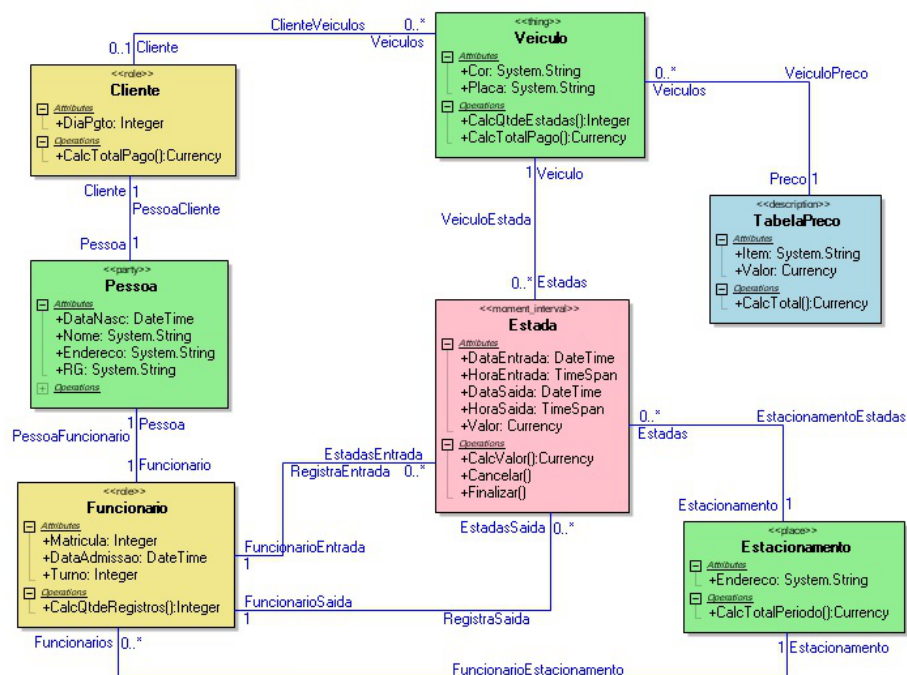 ClienteVeiculos
0..*
Veiculos
0..1
Cliente
<<thing>>
Veiculo
Attributes
+Cor: System.String
+Placa: System.String
Operations
+CalcQtdeEstadas():Integer
+CalcTotalPago():Currency
0..*
Veiculos
VeiculoPreco
<<role>>
Cliente
Attributes
+DiaPgto: Integer
Operations
+CalcTotalPago():Currency
Cliente
1
PessoaCliente
Pessoa
1
1
Veiculo
VeiculoEstada
0..*
Estadas
Preco
1
<<description>>
TabelaPreco
Attributes
+Item: System.String
+Valor: Currency
Operations
+CalcTotal():Currency
<<party>>
Pessoa
Attributes
+DataNasc: DateTime
+Nome: System.String
+Endereco: System.String
+RG: System.String
Operations
<<moment_interval>>
Estada
Attributes
+DataEntrada: DateTime
+HoraEntrada: TimeSpan
+DataSaida: DateTime
+HoraSaida: TimeSpan
+Valor: Currency
Operations
+CalcValor():Currency
+Cancelar()
+Finalizar()
0..*
Estadas
EstacionamentoEstadas
1
Pessoa
PessoaFuncionario
1
Funcionario
EstadasEntrada
RegistraEntrada
0..*
<<role>>
Funcionario
Attributes
+Matricula: Integer
+DataAdmissao: DateTime
+Turno: Integer
Operations
+CalcQtdeRegistros():Integer
FuncionarioEntrada
1
FuncionarioSaida
1
EstadasSaida
0..*
RegistraSaida
Estacionamento
1
<<place>>
Estacionamento
Attributes
+Endereco: System.String
Operations
+CalcTotalPeriodo():Currency
Funcionarios
0..*
1
Estacionamento
FuncionarioEstacionamento